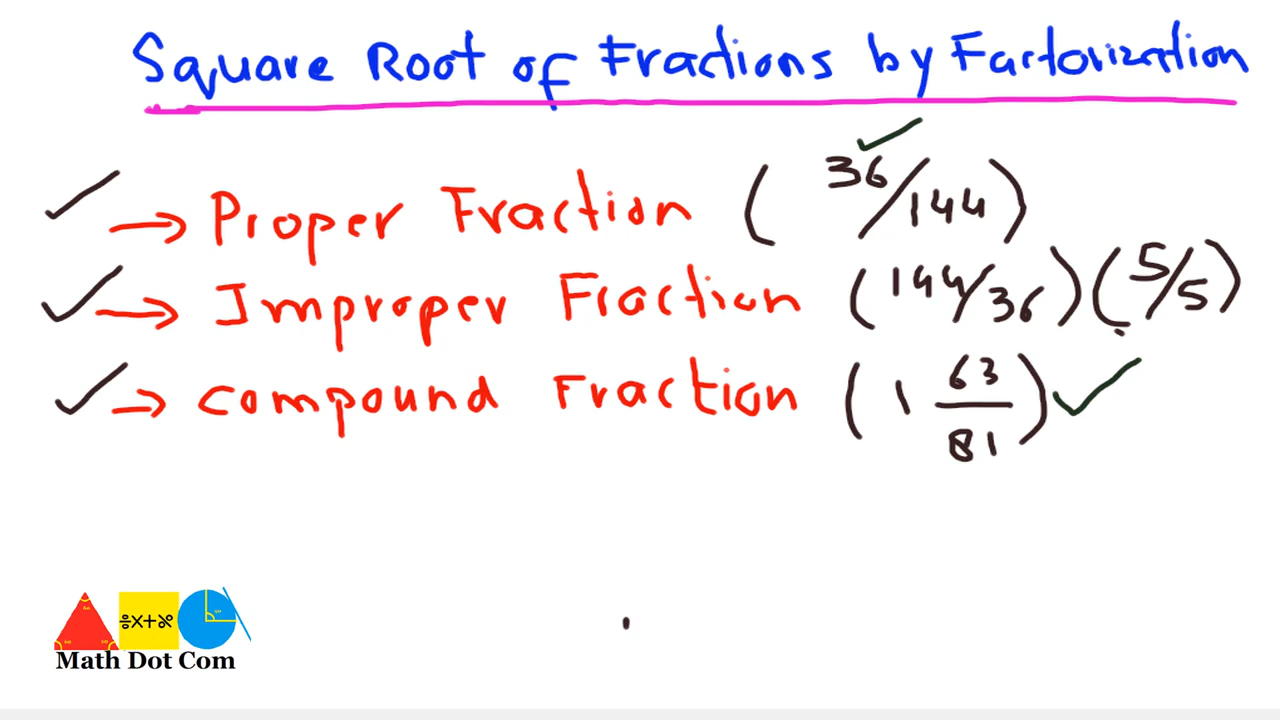 Square Root of Fractions by Factorization
→ Proper Fraction ( 36/144 )
→ Improper Fraction ( 144/36 ) ( 5/5 )
→ Compound Fraction ( 1 63/81 )
÷x+%
Math Dot Com